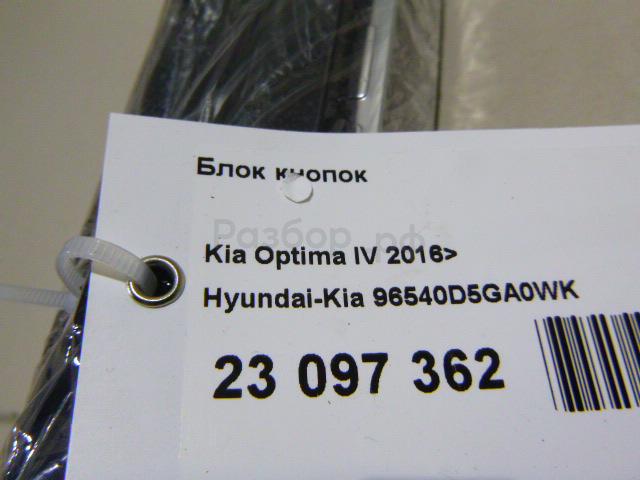 Блок кнопок
Разбор.рф
Kia Optima IV 2016>
Hyundai-Kia 96540D5GA0WK
23 097 362